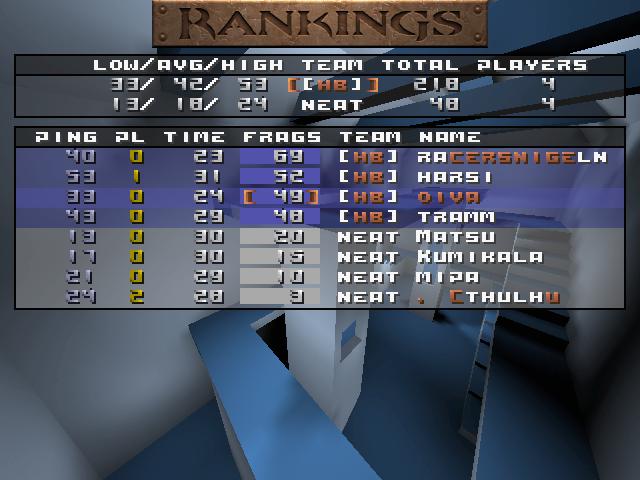 RANKINGS
LOW/AVG/HIGH TEAM TOTAL PLAYERS
33/ 42/ 53 [[HB]] 218 4
13/ 18/ 24 NEAT 48 4
PING PL TIME FRAGS TEAM NAME
40 0 23 69 [HB] RACERSNIGELN
53 1 31 52 [HB] HARSI
33 0 24 [ 49] [HB] DIVA
43 0 29 48 [HB] TRAMM
13 0 30 20 NEAT MATSU
17 0 30 15 NEAT KUMIKALA
21 0 29 10 NEAT MIPA
24 2 28 3 NEAT . CTHULHU